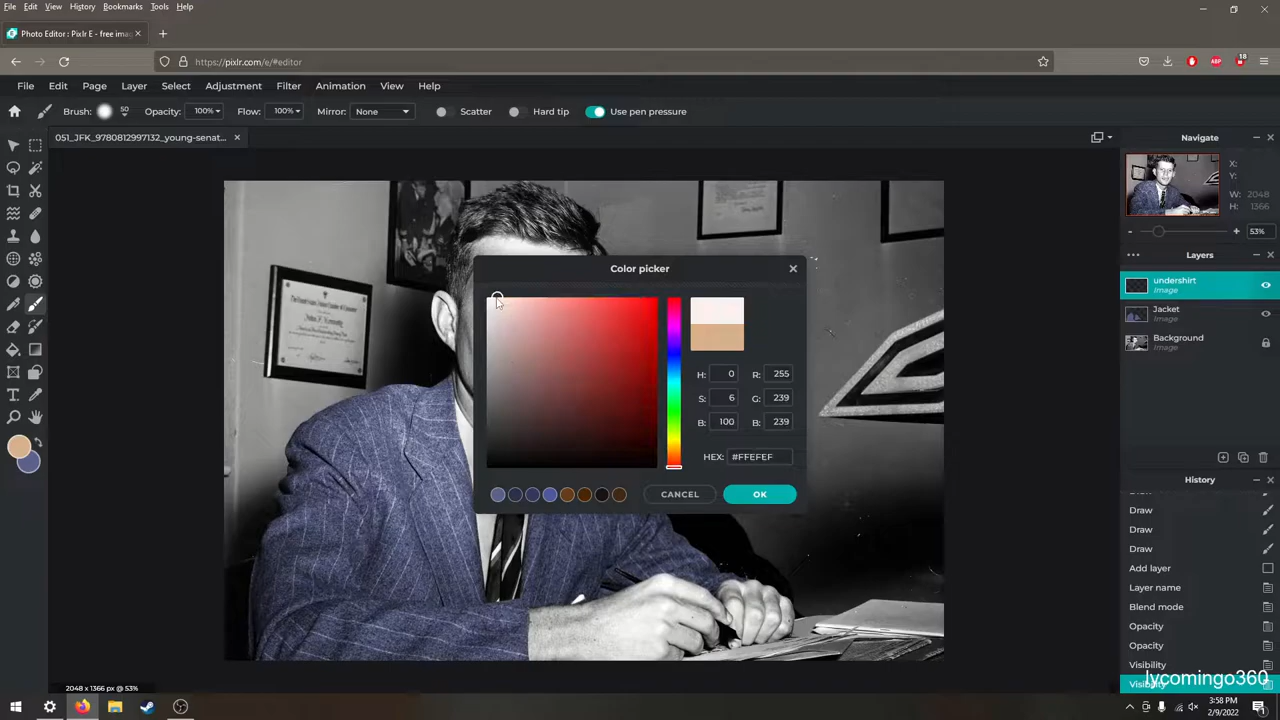 File Edit View History Bookmarks Tools Help
Photo Editor : Pixlr E - free imag
https://pixlr.com/e/#editor
ABP 18
File Edit Page Layer Select Adjustment Filter Animation View Help
Brush: 50 Opacity: 100% Flow: 100% Mirror: None Scatter Hard tip Use pen pressure
051_JFK_9780812997132_young-senat...
Navigate
X:
Y:
W: 2048
H: 1366
53%
Layers
undershirt
Image
Jacket
Image
Background
Image
Color picker
H: 0 R: 255
S: 6 G: 239
B: 100 B: 239
HEX: #FFEFEF
CANCEL OK
History
Draw
Draw
Draw
Add layer
Layer name
Blend mode
Opacity
Opacity
Visibility
lycomingo360
2048 x 1366 px @ 53%
3:58 PM
2/9/2022